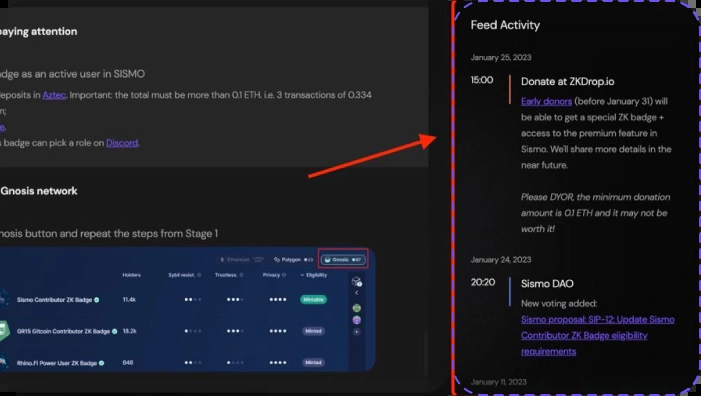 paying attention
adge as an active user in SISMO
deposits in Aztec. Important: the total must be more than 0.1 ETH. i.e. 3 transactions of 0.334
m;
e.
s badge can pick a role on Discord.
Gnosis network
nosis button and repeat the steps from Stage 1
Ethereum
Polygon 23
Gnosis 67
Holders
Sybil resist.
Trustless.
Privacy
Eligibility
Sismo Contributor ZK Badge
11.4k
Mintable
GR15 Gitcoin Contributor ZK Badge
18.2k
Minted
Rhino.Fi Power User ZK Badge
848
Minted
Feed Activity
January 25, 2023
15:00
Donate at ZKDrop.io
Early donors (before January 31) will
be able to get a special ZK badge +
access to the premium feature in
Sismo. We'll share more details in the
near future.
Please DYOR, the minimum donation
amount is 0.1 ETH and it may not be
worth it!
January 24, 2023
20:20
Sismo DAO
New voting added:
Sismo proposal: SIP-12: Update Sismo
Contributor ZK Badge eligibility
requirements
January 11, 2023